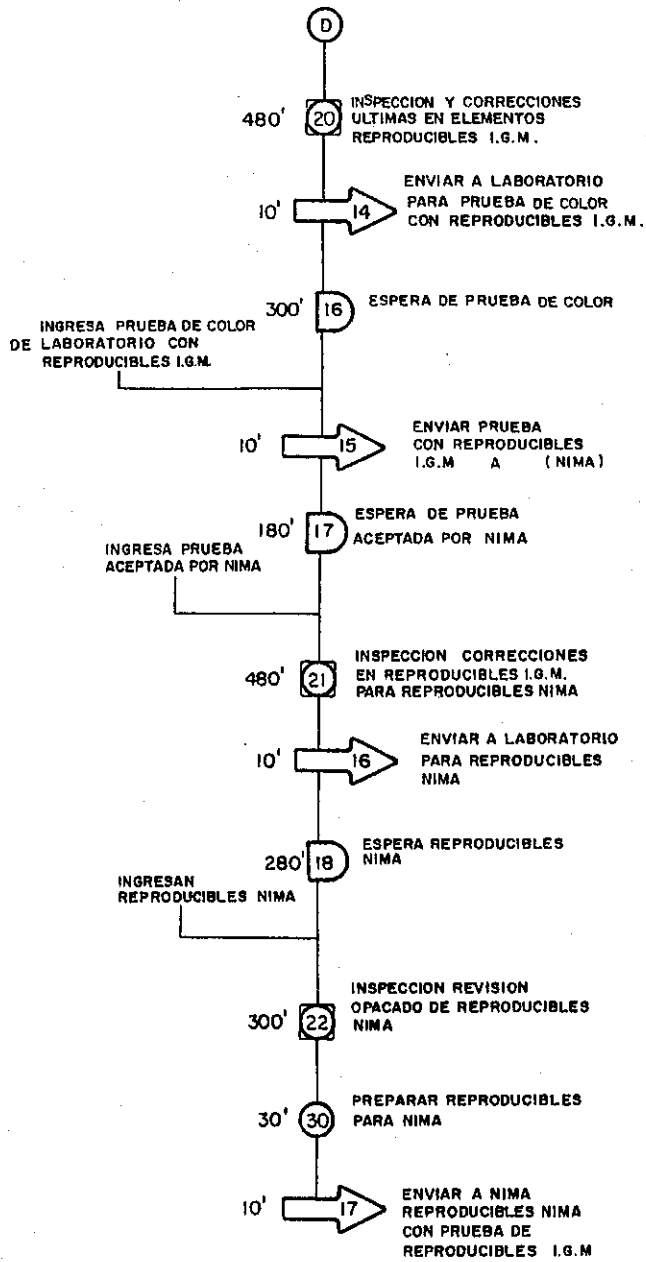 D
480' 20 INSPECCION Y CORRECCIONES
ULTIMAS EN ELEMENTOS
REPRODUCIBLES I.G.M.
10' 14 ENVIAR A LABORATORIO
PARA PRUEBA DE COLOR
CON REPRODUCIBLES I.G.M.
300' 16 ESPERA DE PRUEBA DE COLOR
INGRESA PRUEBA DE COLOR
DE LABORATORIO CON
REPRODUCIBLES I.G.M.
10' 15 ENVIAR PRUEBA
CON REPRODUCIBLES
I.G.M A (NIMA)
180' 17 ESPERA DE PRUEBA
ACEPTADA POR NIMA
INGRESA PRUEBA
ACEPTADA POR NIMA
480' 21 INSPECCION CORRECCIONES
EN REPRODUCIBLES I.G.M.
PARA REPRODUCIBLES NIMA
10' 16 ENVIAR A LABORATORIO
PARA REPRODUCIBLES
NIMA
280' 18 ESPERA REPRODUCIBLES
NIMA
INGRESAN
REPRODUCIBLES NIMA
300' 22 INSPECCION REVISION
OPACADO DE REPRODUCIBLES
NIMA
30' 30 PREPARAR REPRODUCIBLES
PARA NIMA
10' 17 ENVIAR A NIMA
REPRODUCIBLES NIMA
CON PRUEBA DE
REPRODUCIBLES I.G.M